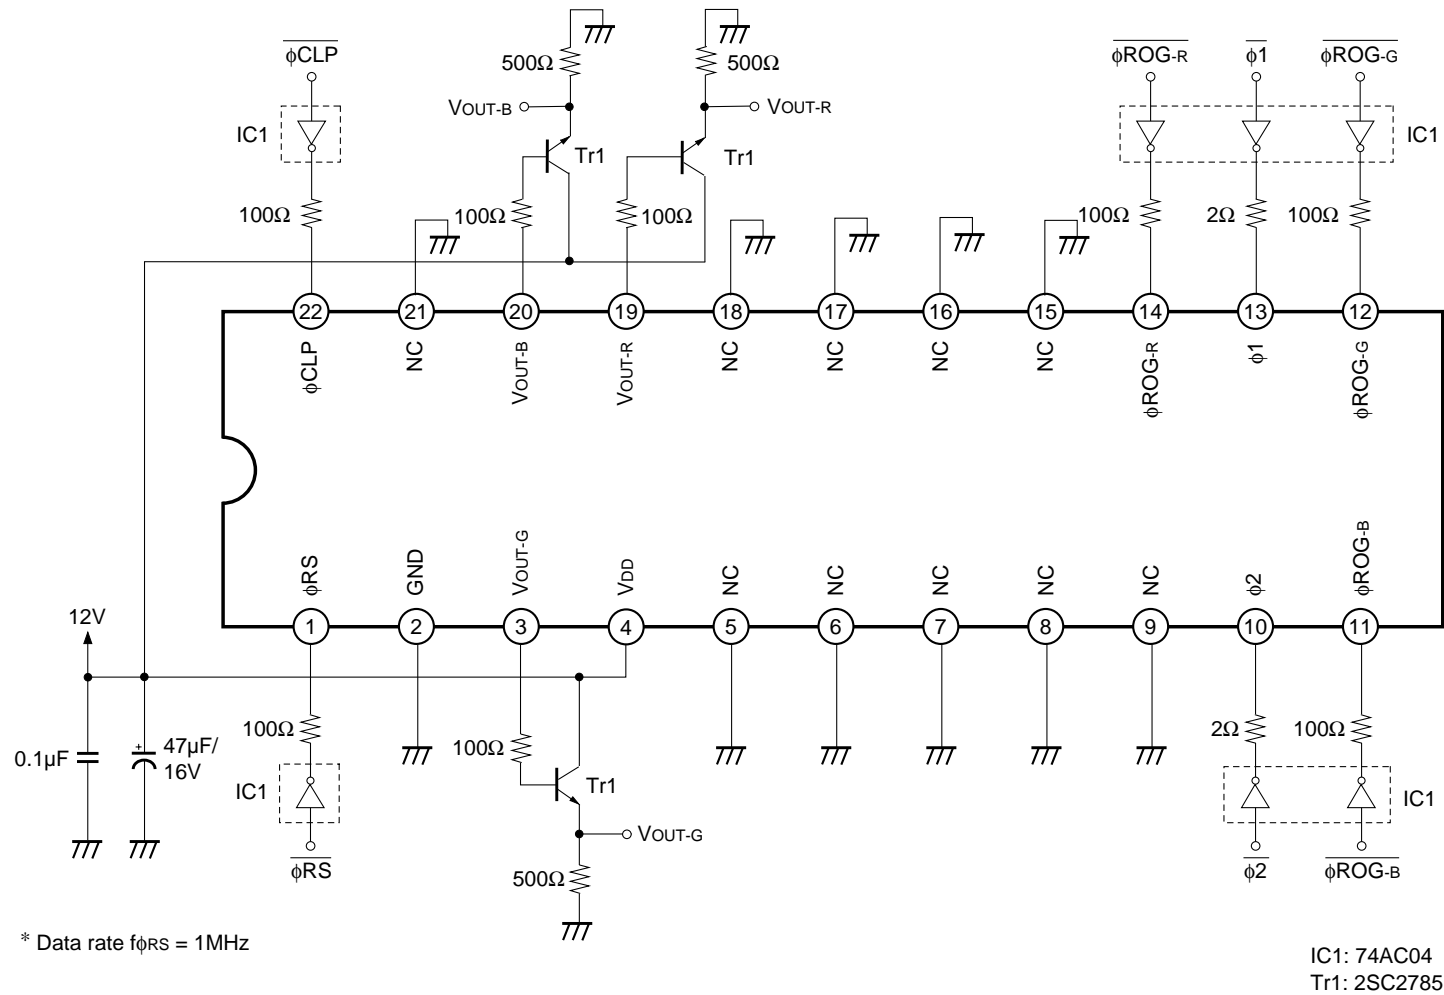 φCLP
IC1
100Ω
500Ω
500Ω
VOUT-B
VOUT-R
Tr1
Tr1
100Ω
100Ω
φROG-R
φ1
φROG-G
IC1
100Ω
2Ω
100Ω
22
21
20
19
18
17
16
15
14
13
12
φCLP
NC
VOUT-B
VOUT-R
NC
NC
NC
NC
φROG-R
φ1
φROG-G
φRS
GND
VOUT-G
VDD
NC
NC
NC
NC
NC
φ2
φROG-B
1
2
3
4
5
6
7
8
9
10
11
12V
0.1µF
+
47µF/
16V
100Ω
IC1
φRS
100Ω
Tr1
VOUT-G
500Ω
2Ω
100Ω
IC1
φ2
φROG-B
* Data rate fφRS = 1MHz
IC1: 74AC04
Tr1: 2SC2785